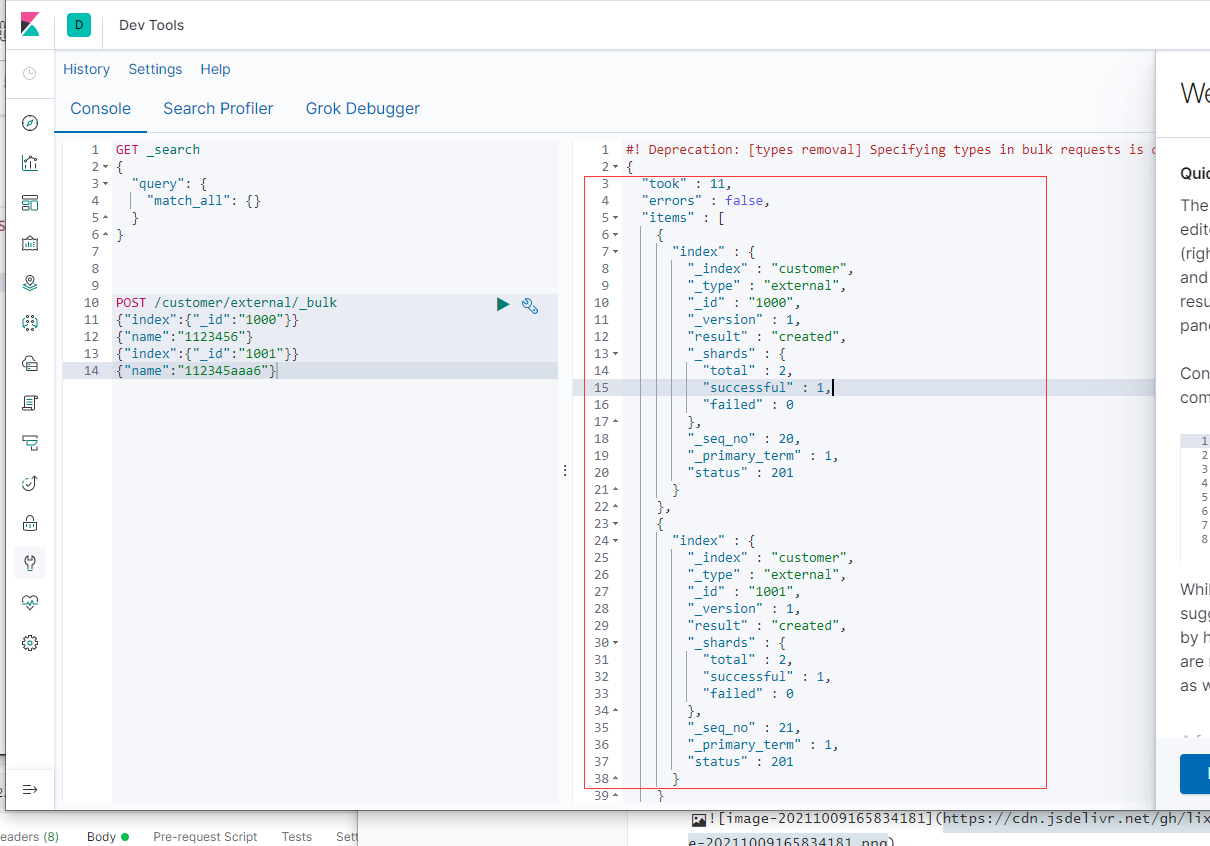 D Dev Tools
History Settings Help
Console Search Profiler Grok Debugger
1 GET _search
2 {
3 "query": {
4 "match_all": {}
5 }
6 }
7
8
9
10 POST /customer/external/_bulk
11 {"index":{"_id":"1000"}}
12 {"name":"1123456"}
13 {"index":{"_id":"1001"}}
14 {"name":"112345aaa6"}
1 #! Deprecation: [types removal] Specifying types in bulk requests is
2 {
3 "took" : 11,
4 "errors" : false,
5 "items" : [
6 {
7 "index" : {
8 "_index" : "customer",
9 "_type" : "external",
10 "_id" : "1000",
11 "_version" : 1,
12 "result" : "created",
13 "_shards" : {
14 "total" : 2,
15 "successful" : 1,
16 "failed" : 0
17 },
18 "_seq_no" : 20,
19 "_primary_term" : 1,
20 "status" : 201
21 }
22 },
23 {
24 "index" : {
25 "_index" : "customer",
26 "_type" : "external",
27 "_id" : "1001",
28 "_version" : 1,
29 "result" : "created",
30 "_shards" : {
31 "total" : 2,
32 "successful" : 1,
33 "failed" : 0
34 },
35 "_seq_no" : 21,
36 "_primary_term" : 1,
37 "status" : 201
38 }
39 }
We
Quic
The
edit
(righ
and
resu
pane
Con
com
1
2
3
4
5
6
7
8
Whil
sugg
by h
are
as w
eaders (8) Body Pre-request Script Tests Sett
![image-20211009165834181](https://cdn.jsdelivr.net/gh/lix
e-20211009165834181.png)